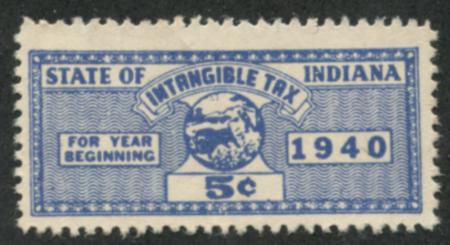 STATE OF INTANGIBLE TAX INDIANA
FOR YEAR
BEGINNING
1940
5¢